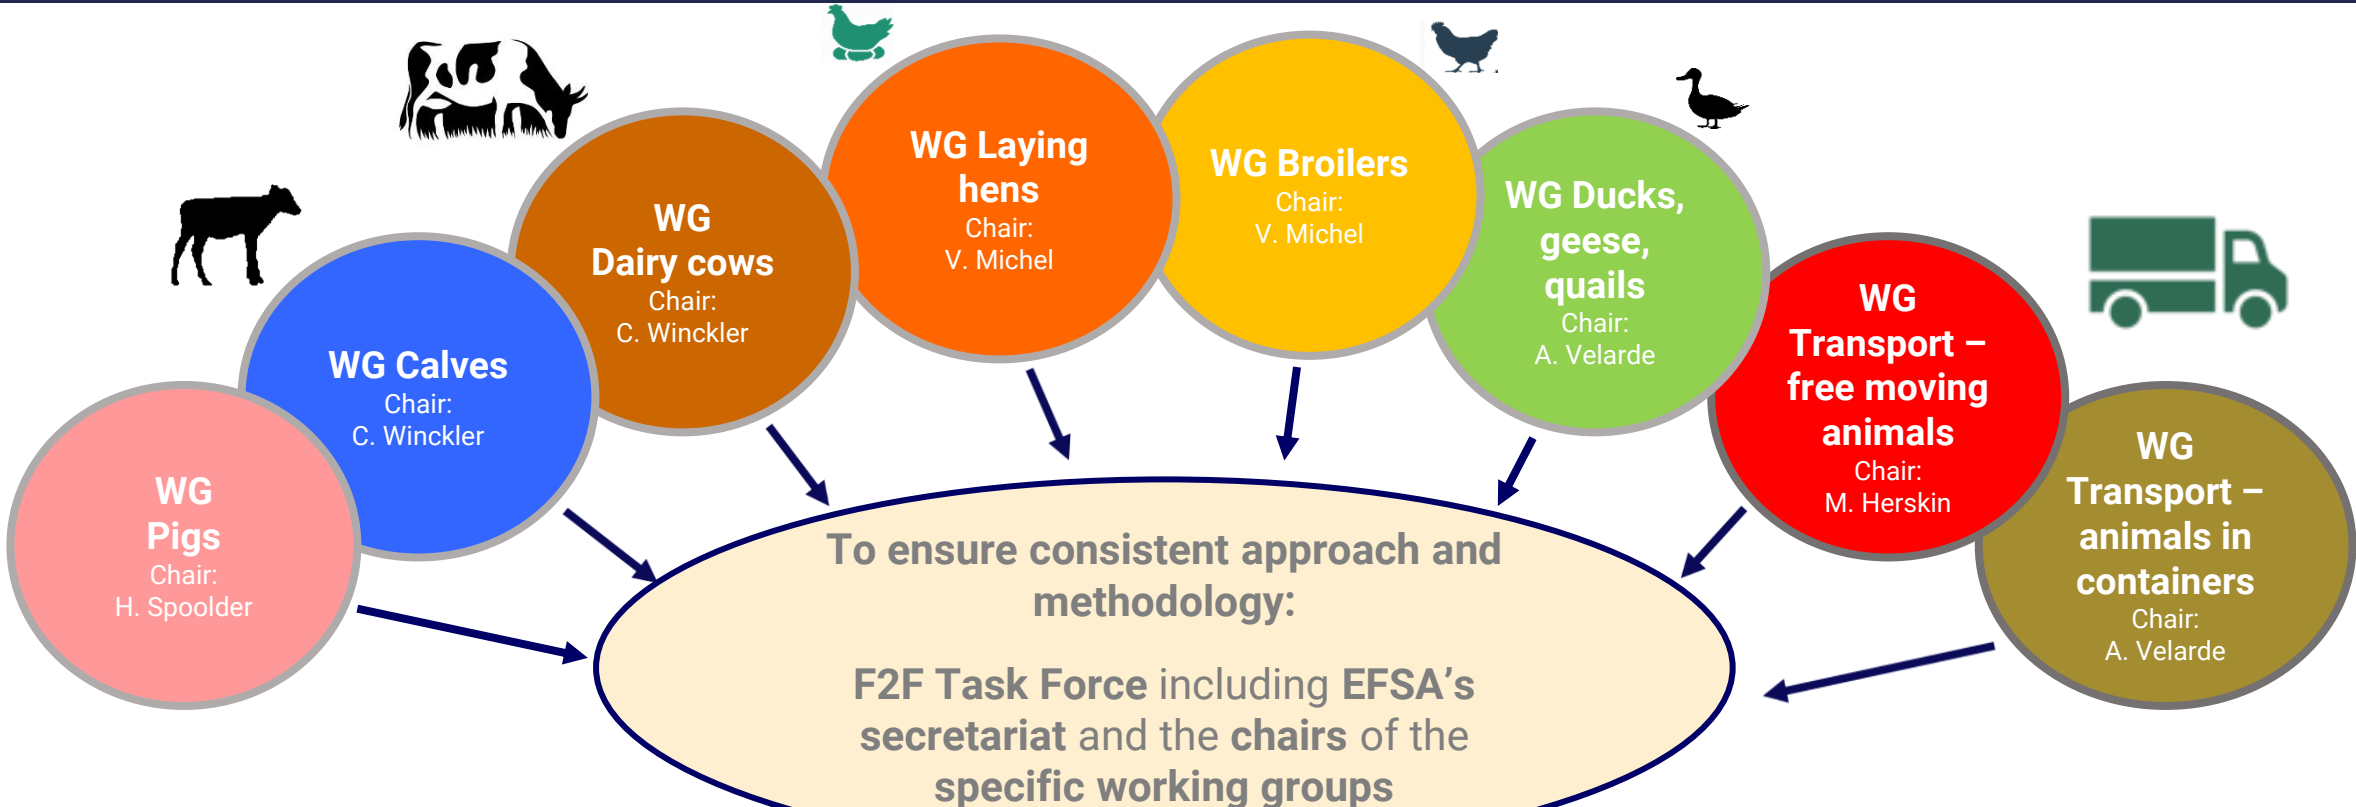 WG
Pigs
Chair:
H. Spoolder
WG Calves
Chair:
C. Winckler
WG
Dairy cows
Chair:
C. Winckler
WG Laying
hens
Chair:
V. Michel
WG Broilers
Chair:
V. Michel
WG Ducks,
geese,
quails
Chair:
A. Velarde
WG
Transport –
free moving
animals
Chair:
M. Herskin
WG
Transport –
animals in
containers
Chair:
A. Velarde
To ensure consistent approach and
methodology:
F2F Task Force including EFSA’s
secretariat and the chairs of the
specific working groups